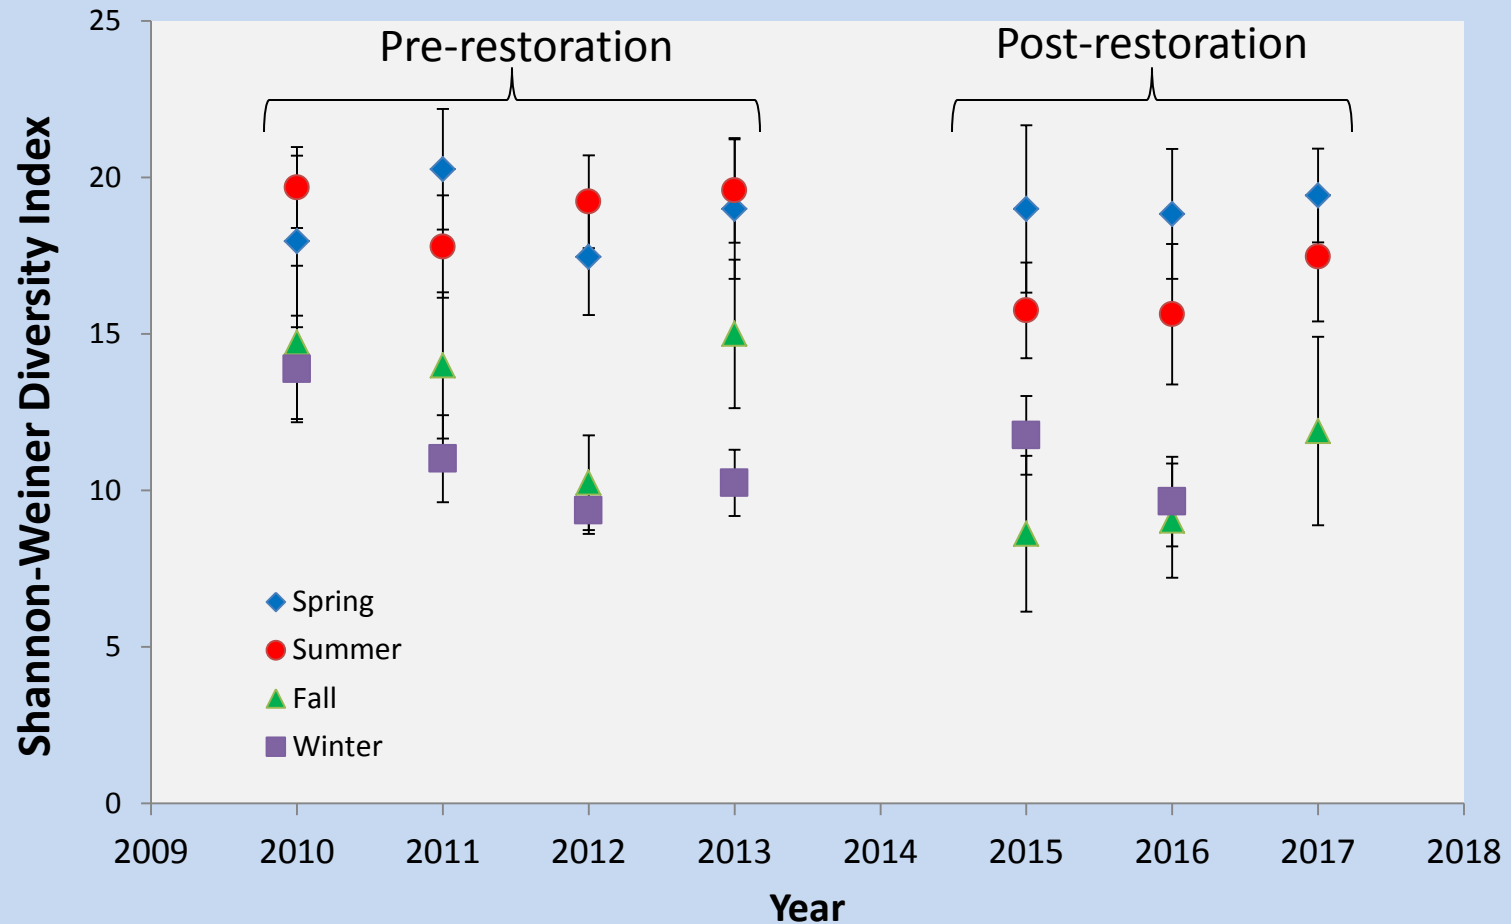 Pre-restoration
Post-restoration
Shannon-Weiner Diversity Index
25
20
15
10
5
0
Spring
Summer
Fall
Winter
2009 2010 2011 2012 2013 2014 2015 2016 2017 2018
Year